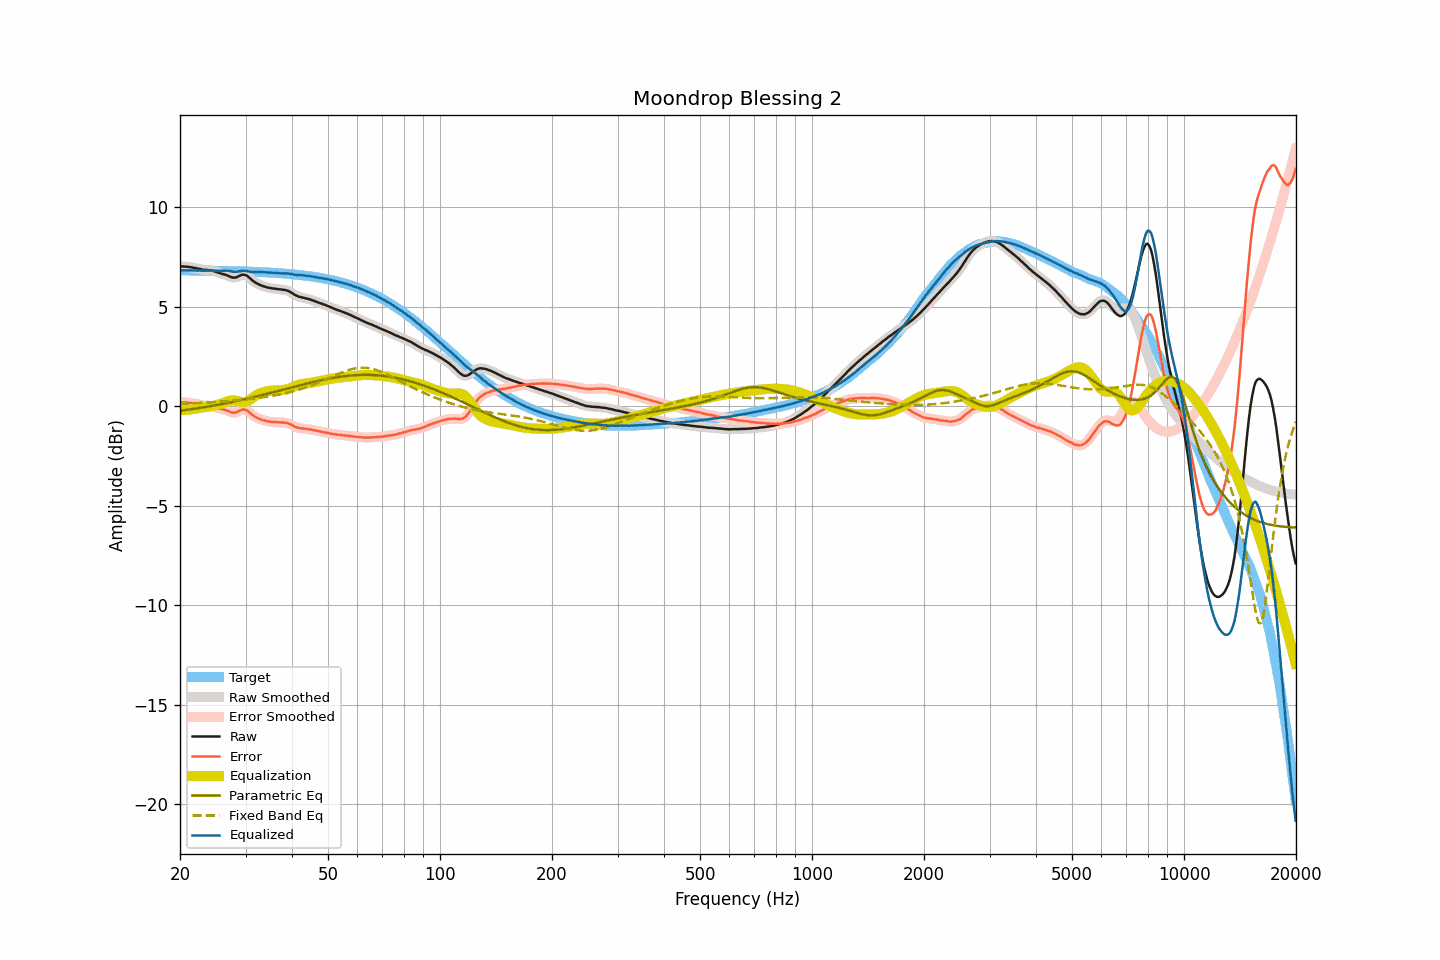 Moondrop Blessing 2
Amplitude (dBr)
10
5
0
−5
−10
−15
−20
Target
Raw Smoothed
Error Smoothed
Raw
Error
Equalization
Parametric Eq
Fixed Band Eq
Equalized
20 50 100 200 500 1000 2000 5000 10000 20000
Frequency (Hz)